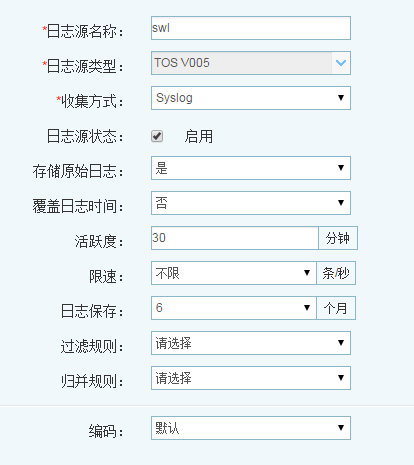 *日志源名称： swl
*日志源类型： TOS V005
*收集方式： Syslog
日志源状态： 启用
存储原始日志： 是
覆盖日志时间： 否
活跃度： 30 分钟
限速： 不限 条/秒
日志保存： 6 个月
过滤规则： 请选择
归并规则： 请选择
编码： 默认